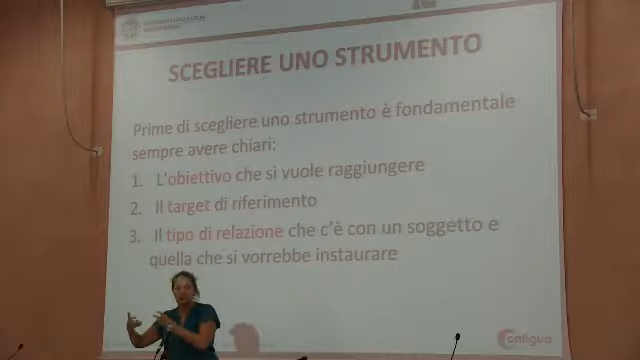 SCEGLIERE UNO STRUMENTO
Prime di scegliere uno strumento è fondamentale
sempre avere chiari:
1. L'obiettivo che si vuole raggiungere
2. Il target di riferimento
3. Il tipo di relazione che c'è con un soggetto e
quella che si vorrebbe instaurare
Contigua